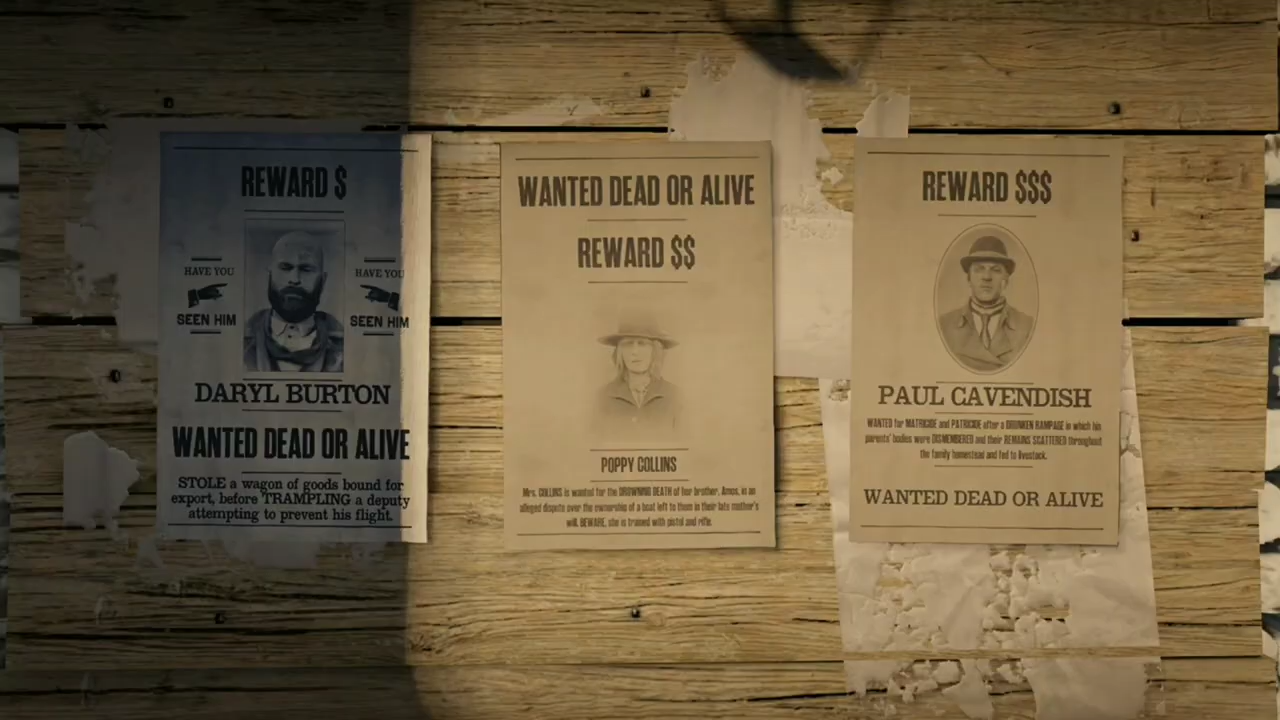 REWARD $
HAVE YOU
SEEN HIM
HAVE YOU
SEEN HIM
DARYL BURTON
WANTED DEAD OR ALIVE
STOLE a wagon of goods bound for
export, before TRAMPLING a deputy
attempting to prevent his flight.
WANTED DEAD OR ALIVE
REWARD $$
POPPY COLLINS
Mrs. COLLINS is wanted for the DROWNING DEATH of her brother, Amos, in an
alleged dispute over the ownership of a boat left to them in their late mother's
will. BEWARE, she is trained with pistol and rifle.
REWARD $$$
PAUL CAVENDISH
WANTED for MATRICIDE and PATRICIDE after a DRUNKEN RAMPAGE in which his
parents' bodies were DISMEMBERED and their REMAINS SCATTERED throughout
the family homestead and fed to livestock.
WANTED DEAD OR ALIVE